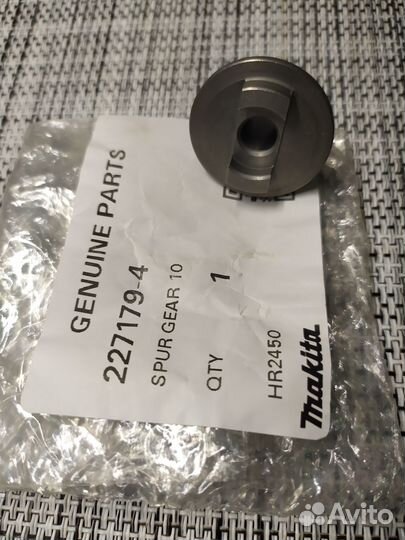 GENUINE PARTS
227179-4
SPUR GEAR 10
QTY 1
HR2450
makita
Avito